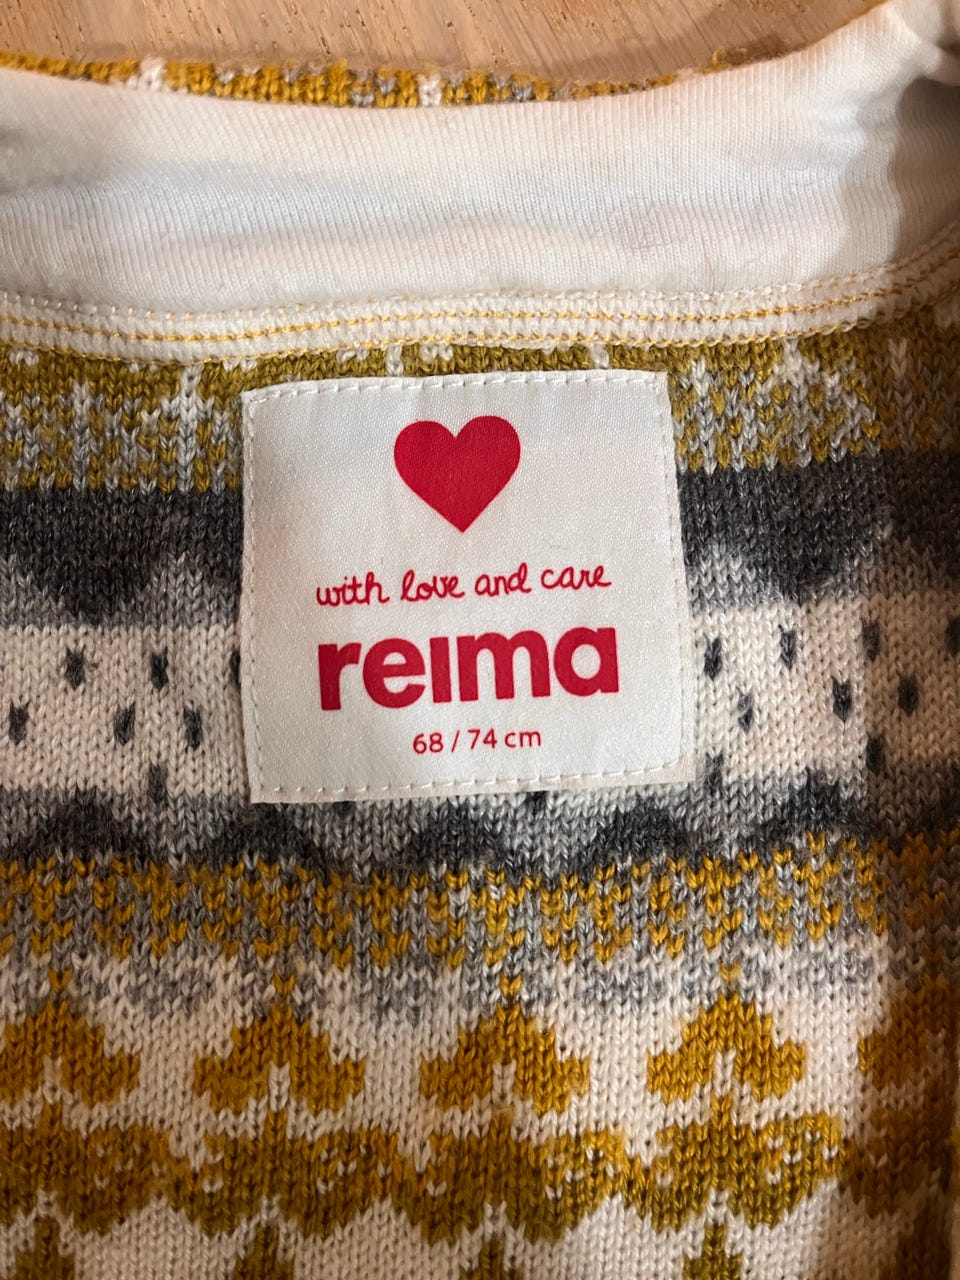 with love and care
reima
68 / 74 cm